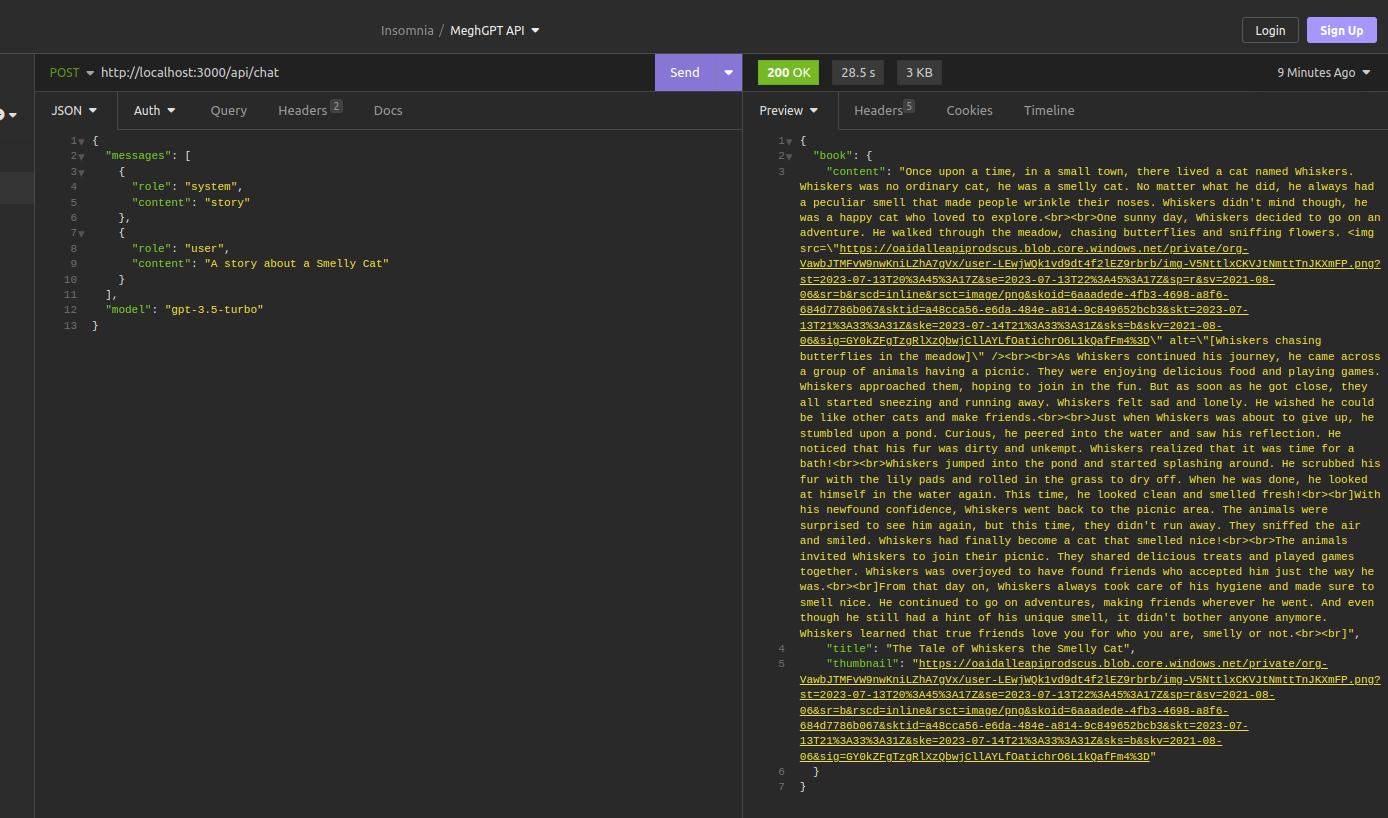 Insomnia / MeghGPT API
Login
Sign Up
POST http://localhost:3000/api/chat
Send
200 OK
28.5 s
3 KB
9 Minutes Ago
JSON
Auth
Query
Headers 2
Docs
Preview
Headers 5
Cookies
Timeline
1 {
2 "messages": [
3 {
4 "role": "system",
5 "content": "story"
6 },
7 {
8 "role": "user",
9 "content": "A story about a Smelly Cat"
10 }
11 ],
12 "model": "gpt-3.5-turbo"
13 }
1 {
2 "book": {
3 "content": "Once upon a time, in a small town, there lived a cat named Whiskers.
Whiskers was no ordinary cat, he was a smelly cat. No matter what he did, he always had
a peculiar smell that made people wrinkle their noses. Whiskers didn't mind though, he
was a happy cat who loved to explore.<br><br>One sunny day, Whiskers decided to go on an
adventure. He walked through the meadow, chasing butterflies and sniffing flowers. <img
src=\"https://oaidalleapiprodscus.blob.core.windows.net/private/org-
VawbJTMFvW9nwKniLZhA7gVx/user-LEwjWQk1vd9dt4f2lEZ9rbrb/img-V5NttlxCKVJtNmttTnJKXmFP.png?
st=2023-07-13T20%3A45%3A17Z&se=2023-07-13T22%3A45%3A17Z&sp=r&sv=2021-08-
06&sr=b&rscd=inline&rsct=image/png&skoid=6aaadede-4fb3-4698-a8f6-
684d7786b067&sktid=a48cca56-e6da-484e-a814-9c849652bcb3&skt=2023-07-
13T21%3A33%3A31Z&ske=2023-07-14T21%3A33%3A31Z&sks=b&skv=2021-08-
06&sig=GY0kZFgTzgRlXzQbwjCllAYLfOatichrO6L1kQafFm4%3D\" alt=\"[Whiskers chasing
butterflies in the meadow]\" /><br><br>As Whiskers continued his journey, he came across
a group of animals having a picnic. They were enjoying delicious food and playing games.
Whiskers approached them, hoping to join in the fun. But as soon as he got close, they
all started sneezing and running away. Whiskers felt sad and lonely. He wished he could
be like other cats and make friends.<br><br>Just when Whiskers was about to give up, he
stumbled upon a pond. Curious, he peered into the water and saw his reflection. He
noticed that his fur was dirty and unkempt. Whiskers realized that it was time for a
bath!<br><br>Whiskers jumped into the pond and started splashing around. He scrubbed his
fur with the lily pads and rolled in the grass to dry off. When he was done, he looked
at himself in the water again. This time, he looked clean and smelled fresh!<br><br]With
his newfound confidence, Whiskers went back to the picnic area. The animals were
surprised to see him again, but this time, they didn't run away. They sniffed the air
and smiled. Whiskers had finally become a cat that smelled nice!<br><br>The animals
invited Whiskers to join their picnic. They shared delicious treats and played games
together. Whiskers was overjoyed to have found friends who accepted him just the way he
was.<br><br]From that day on, Whiskers always took care of his hygiene and made sure to
smell nice. He continued to go on adventures, making friends wherever he went. And even
though he still had a hint of his unique smell, it didn't bother anyone anymore.
Whiskers learned that true friends love you for who you are, smelly or not.<br><br]",
4 "title": "The Tale of Whiskers the Smelly Cat",
5 "thumbnail": "https://oaidalleapiprodscus.blob.core.windows.net/private/org-
VawbJTMFvW9nwKniLZhA7gVx/user-LEwjWQk1vd9dt4f2lEZ9rbrb/img-V5NttlxCKVJtNmttTnJKXmFP.png?
st=2023-07-13T20%3A45%3A17Z&se=2023-07-13T22%3A45%3A17Z&sp=r&sv=2021-08-
06&sr=b&rscd=inline&rsct=image/png&skoid=6aaadede-4fb3-4698-a8f6-
684d7786b067&sktid=a48cca56-e6da-484e-a814-9c849652bcb3&skt=2023-07-
13T21%3A33%3A31Z&ske=2023-07-14T21%3A33%3A31Z&sks=b&skv=2021-08-
06&sig=GY0kZFgTzgRlXzQbwjCllAYLfOatichrO6L1kQafFm4%3D"
6 }
7 }